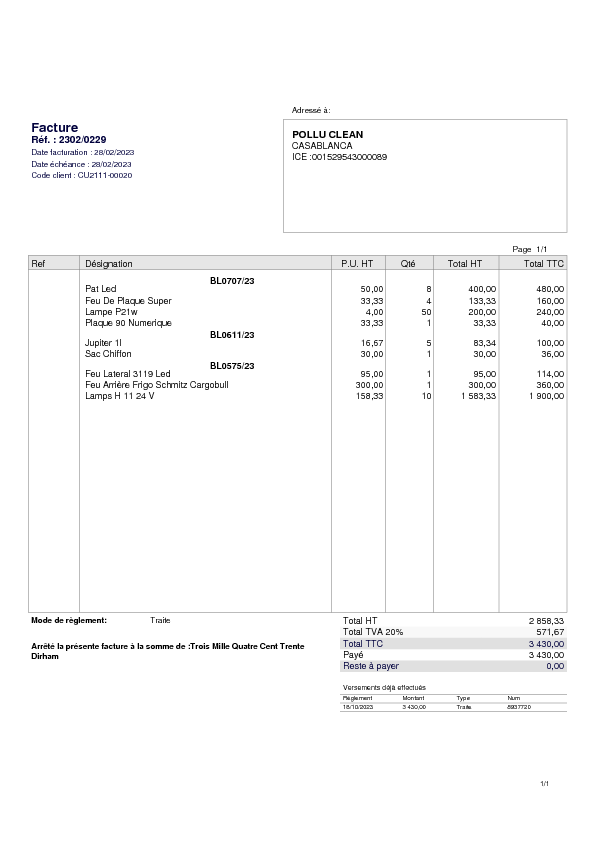 Adressé à:
Facture
Réf. : 2302/0229
Date facturation : 28/02/2023
Date échéance : 28/02/2023
Code client : CU2111-00020
POLLU CLEAN
CASABLANCA
ICE :001529543000089
Page 1/1
Ref Désignation P.U. HT Qté Total HT Total TTC
BL0707/23
Pat Led 50,00 8 400,00 480,00
Feu De Plaque Super 33,33 4 133,33 160,00
Lampe P21w 4,00 50 200,00 240,00
Plaque 90 Numerique 33,33 1 33,33 40,00
BL0611/23
Jupiter 1l 16,67 5 83,34 100,00
Sac Chiffon 30,00 1 30,00 36,00
BL0575/23
Feu Lateral 3119 Led 95,00 1 95,00 114,00
Feu Arrière Frigo Schmitz Cargobull 300,00 1 300,00 360,00
Lamps H 11 24 V 158,33 10 1 583,33 1 900,00
Mode de règlement: Traite
Arrêté la présente facture à la somme de :Trois Mille Quatre Cent Trente
Dirham
Total HT 2 858,33
Total TVA 20% 571,67
Total TTC 3 430,00
Payé 3 430,00
Reste à payer 0,00
Versements déjà effectués
Règlement Montant Type Num
18/10/2023 3 430,00 Traite 8937720
1/1